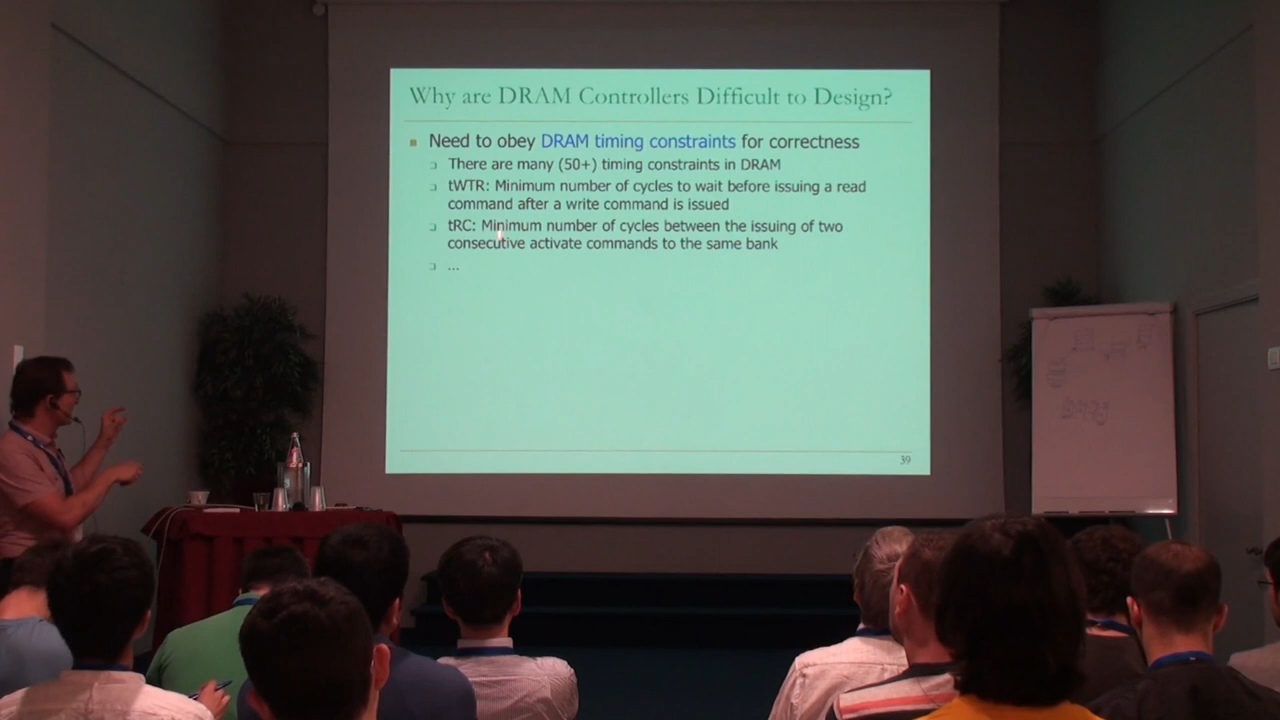 Why are DRAM Controllers Difficult to Design?
Need to obey DRAM timing constraints for correctness
There are many (50+) timing constraints in DRAM
tWTR: Minimum number of cycles to wait before issuing a read
command after a write command is issued
tRC: Minimum number of cycles between the issuing of two
consecutive activate commands to the same bank
...
39